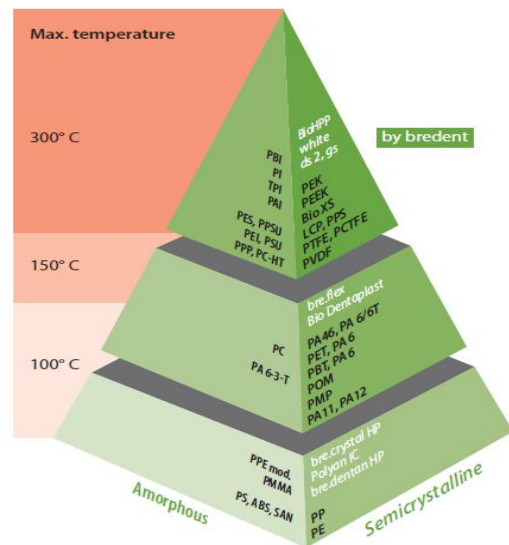 Max. temperature
300° C
150° C
100° C
by bredent
PBI
PI
TPI
PAI
PES, PPSU
PEI, PSU
PPP, PC-HT
BioHPP
white
ds 2, gs
PEK
PEEK
Bio XS
LCP, PPS
PTFE, PCTFE
PVDF
PC
PA 6-3-T
bre.flex
Bio Dentaplast
PA46, PA 6/6T
PET, PA 6
PBT, PA 6
POM
PMP
PA11, PA12
PPE mod.
PMMA
PS, ABS, SAN
bre.crystal HP
Polyan IC
bre.dentan HP
PP
PE
Amorphous
Semicrystalline